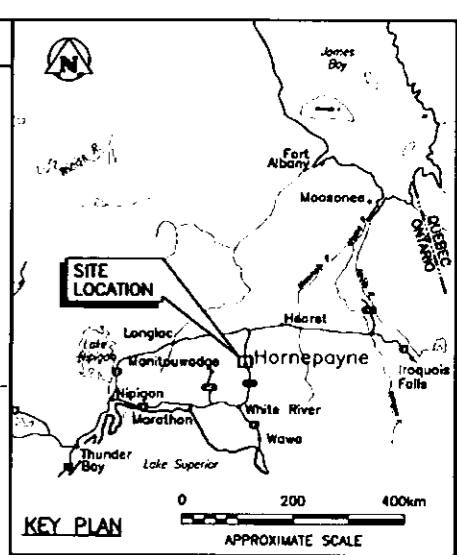 N
James
Bay
Fort
Albany
Moosonee
QUEBEC
ONTARIO
SITE
LOCATION
Hearst
Longlac
Lake
Nipigon
Manitouwadge
Hornepayne
Iroquois
Falls
Nipigon
Marathon
White River
Wawa
Thunder
Bay
Lake Superior
0 200 400km
KEY PLAN
APPROXIMATE SCALE